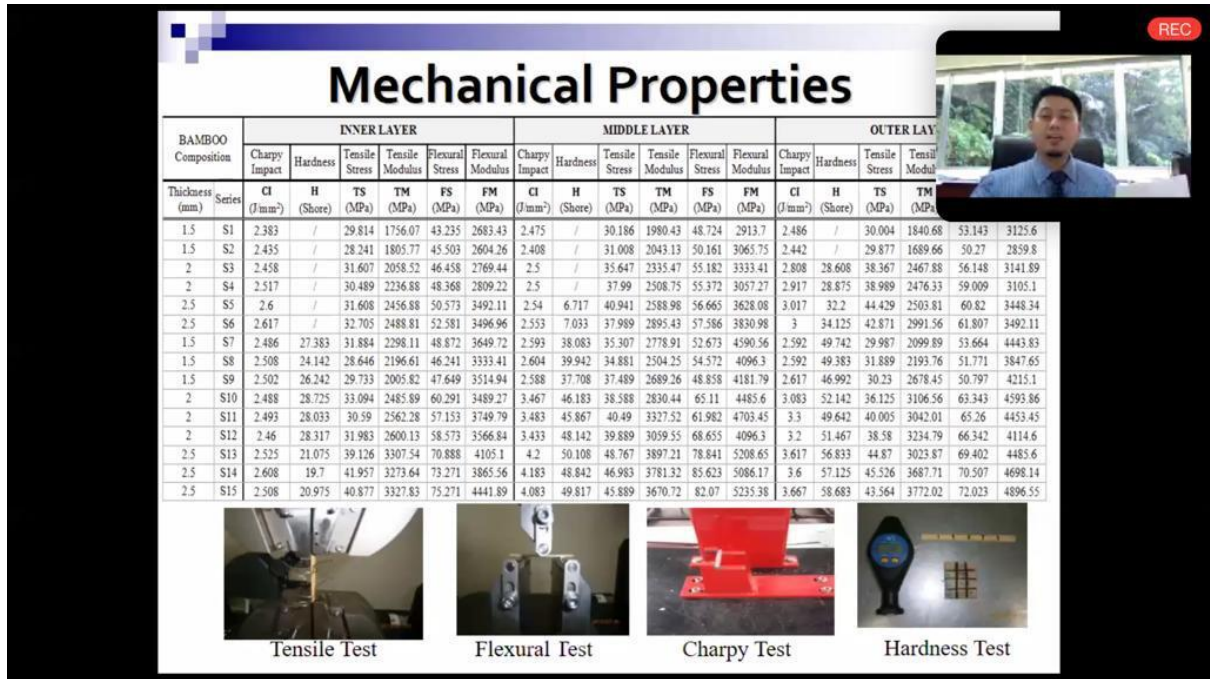 REC
Mechanical Properties
BAMBOO Composition INNER LAYER MIDDLE LAYER OUTER LAY
Charpy Impact Hardness Tensile Stress Tensile Modulus Flexural Stress Flexural Modulus Charpy Impact Hardness Tensile Stress Tensile Modulus Flexural Stress Flexural Modulus Charpy Impact Hardness Tensile Stress Tensil
Thickness (mm) Series CI (J/mm²) H (Shore) TS (MPa) TM (MPa) FS (MPa) FM (MPa) CI (J/mm²) H (Shore) TS (MPa) TM (MPa) FS (MPa) FM (MPa) CI (J/mm²) H (Shore) TS (MPa) TM (MPa
1.5 S1 2.383 / 29.814 1756.07 43.235 2683.43 2.475 / 30.186 1980.43 48.724 2913.7 2.486 / 30.004 1840.68 53.143 3125.6
1.5 S2 2.435 / 28.241 1805.77 45.503 2604.26 2.408 / 31.008 2043.13 50.161 3065.75 2.442 / 29.877 1689.66 50.27 2859.8
2 S3 2.458 / 31.607 2058.52 46.458 2769.44 2.5 / 35.647 2335.47 55.182 3333.41 2.808 28.608 38.367 2467.88 56.148 3141.89
2 S4 2.517 / 30.489 2236.88 48.368 2809.22 2.5 / 37.99 2508.75 55.372 3057.27 2.917 28.875 38.989 2476.33 59.009 3105.1
2.5 S5 2.6 / 31.608 2456.88 50.573 3492.11 2.54 6.717 40.941 2588.98 56.665 3628.08 3.017 32.2 44.429 2503.81 60.82 3448.34
2.5 S6 2.617 / 32.705 2488.81 52.581 3496.96 2.553 7.033 37.989 2895.43 57.586 3830.98 3 34.125 42.871 2991.56 61.807 3492.11
1.5 S7 2.486 27.383 31.884 2298.11 48.872 3649.72 2.593 38.083 35.307 2778.91 52.673 4590.56 2.592 49.742 29.987 2099.89 53.664 4443.83
1.5 S8 2.508 24.142 28.646 2196.61 46.241 3333.41 2.604 39.942 34.881 2504.25 54.572 4096.3 2.592 49.383 31.889 2193.76 51.771 3847.65
1.5 S9 2.502 26.242 29.733 2005.82 47.649 3514.94 2.588 37.708 37.489 2689.26 48.858 4181.79 2.617 46.992 30.23 2678.45 50.797 4215.1
2 S10 2.488 28.725 33.094 2485.89 60.291 3489.27 3.467 46.183 38.588 2830.44 65.11 4485.6 3.083 52.142 36.125 3106.56 63.343 4593.86
2 S11 2.493 28.033 30.59 2562.28 57.153 3749.79 3.483 45.867 40.49 3327.52 61.982 4703.45 3.3 49.642 40.005 3042.01 65.26 4453.45
2 S12 2.46 28.317 31.983 2600.13 58.573 3566.84 3.433 48.142 39.889 3059.55 68.655 4096.3 3.2 51.467 38.58 3234.79 66.342 4114.6
2.5 S13 2.525 21.075 39.126 3307.54 70.888 4105.1 4.2 50.108 48.767 3897.21 78.841 5208.65 3.617 56.833 44.87 3023.87 69.402 4485.6
2.5 S14 2.608 19.7 41.957 3273.64 73.271 3865.56 4.183 48.842 46.983 3781.32 85.623 5086.17 3.6 57.125 45.526 3687.71 70.507 4698.14
2.5 S15 2.508 20.975 40.877 3327.83 75.271 4441.89 4.083 49.817 45.889 3670.72 82.07 5235.38 3.667 58.683 43.564 3772.02 72.023 4896.55
Tensile Test Flexural Test Charpy Test Hardness Test